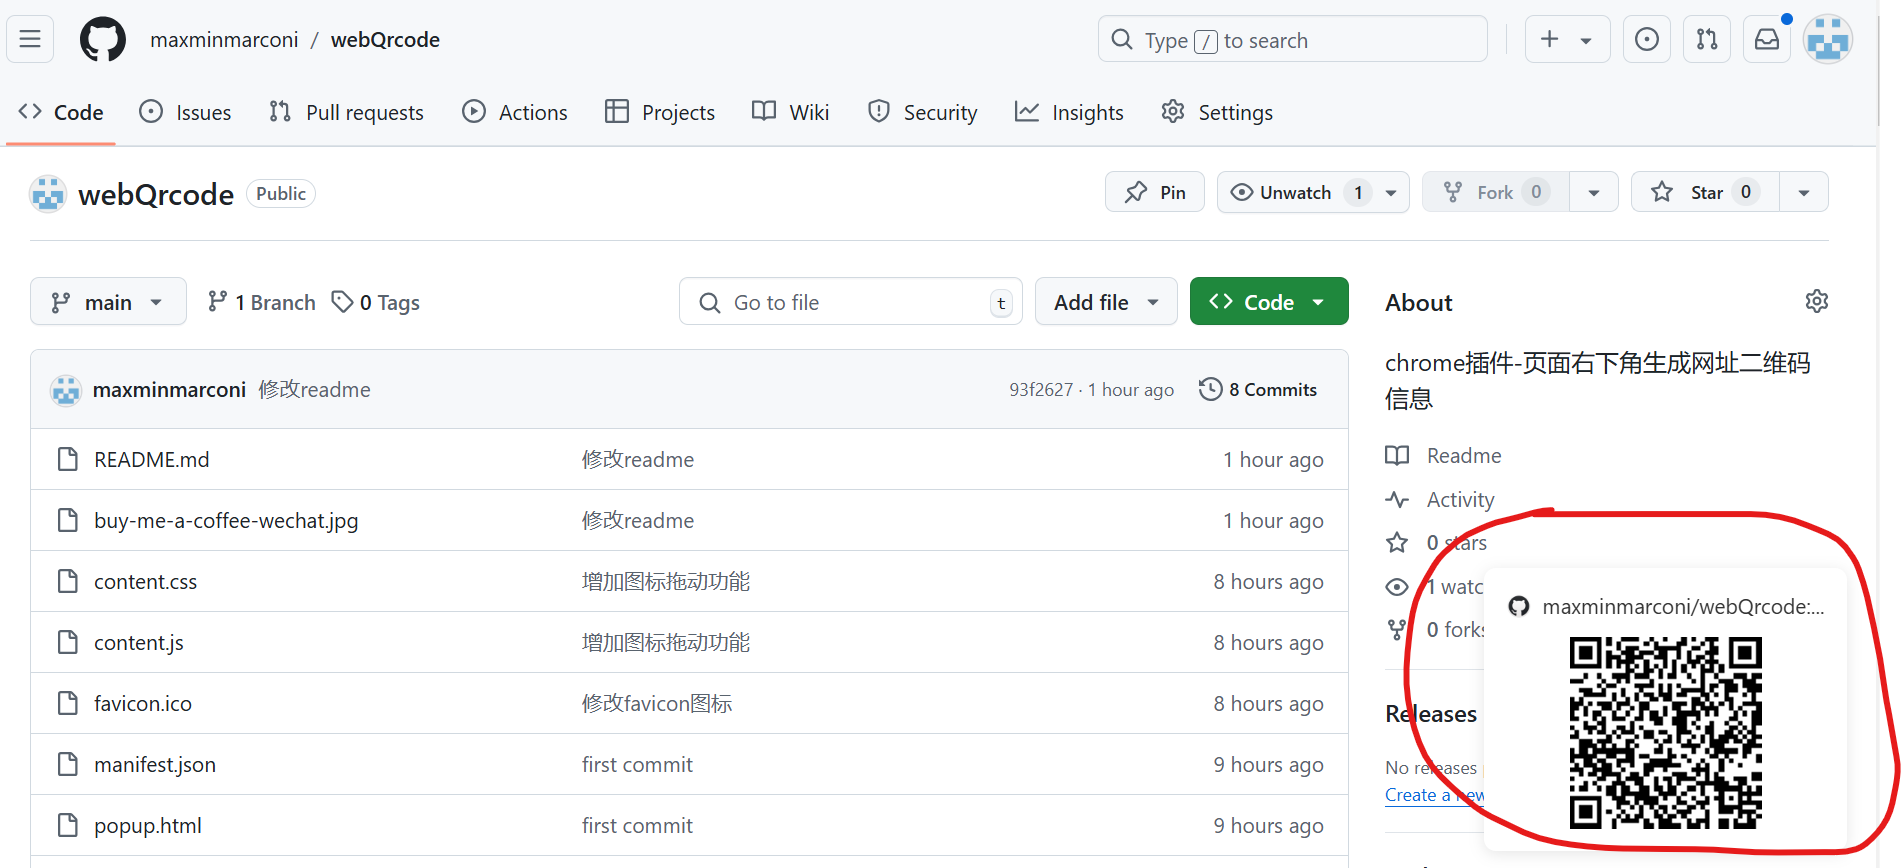 maxminmarconi / webQrcode
Type / to search
Code Issues Pull requests Actions Projects Wiki Security Insights Settings
webQrcode Public
Pin Unwatch 1 Fork 0 Star 0
main 1 Branch 0 Tags Go to file t Add file Code
maxminmarconi 修改readme 93f2627 · 1 hour ago 8 Commits
README.md 修改readme 1 hour ago
buy-me-a-coffee-wechat.jpg 修改readme 1 hour ago
content.css 增加图标拖动功能 8 hours ago
content.js 增加图标拖动功能 8 hours ago
favicon.ico 修改favicon图标 8 hours ago
manifest.json first commit 9 hours ago
popup.html first commit 9 hours ago
About
chrome插件-页面右下角生成网址二维码
信息
Readme
Activity
0 stars
1 watc
0 forks
Releases
No releases
Create a new
maxminmarconi/webQrcode:...